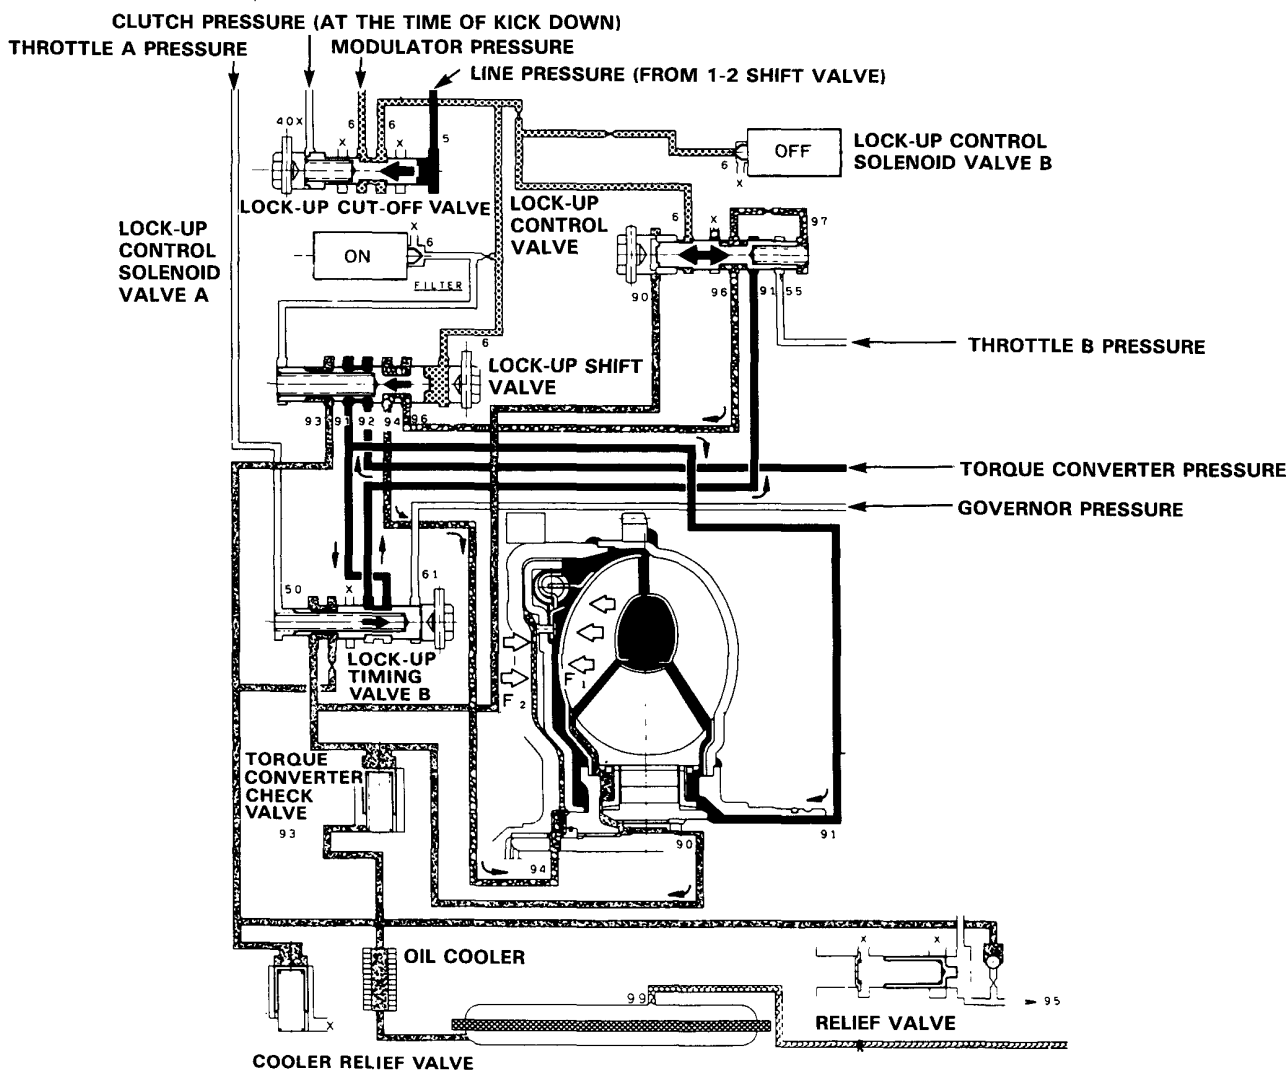 CLUTCH PRESSURE (AT THE TIME OF KICK DOWN)
THROTTLE A PRESSURE
MODULATOR PRESSURE
LINE PRESSURE (FROM 1-2 SHIFT VALVE)
40X
6
6
5
X
X
OFF
LOCK-UP CONTROL
SOLENOID VALVE B
6
X
LOCK-UP CUT-OFF VALVE
LOCK-UP
CONTROL
VALVE
6
X
97
LOCK-UP
CONTROL
SOLENOID
VALVE A
ON
X
6
FILTER
90
96
91
55
THROTTLE B PRESSURE
6
LOCK-UP SHIFT
VALVE
93
91
92
94
96
TORQUE CONVERTER PRESSURE
GOVERNOR PRESSURE
50
X
61
LOCK-UP
TIMING
VALVE B
F1
F2
TORQUE
CONVERTER
CHECK
VALVE
93
94
90
91
OIL COOLER
X
X
99
95
RELIEF VALVE
X
COOLER RELIEF VALVE